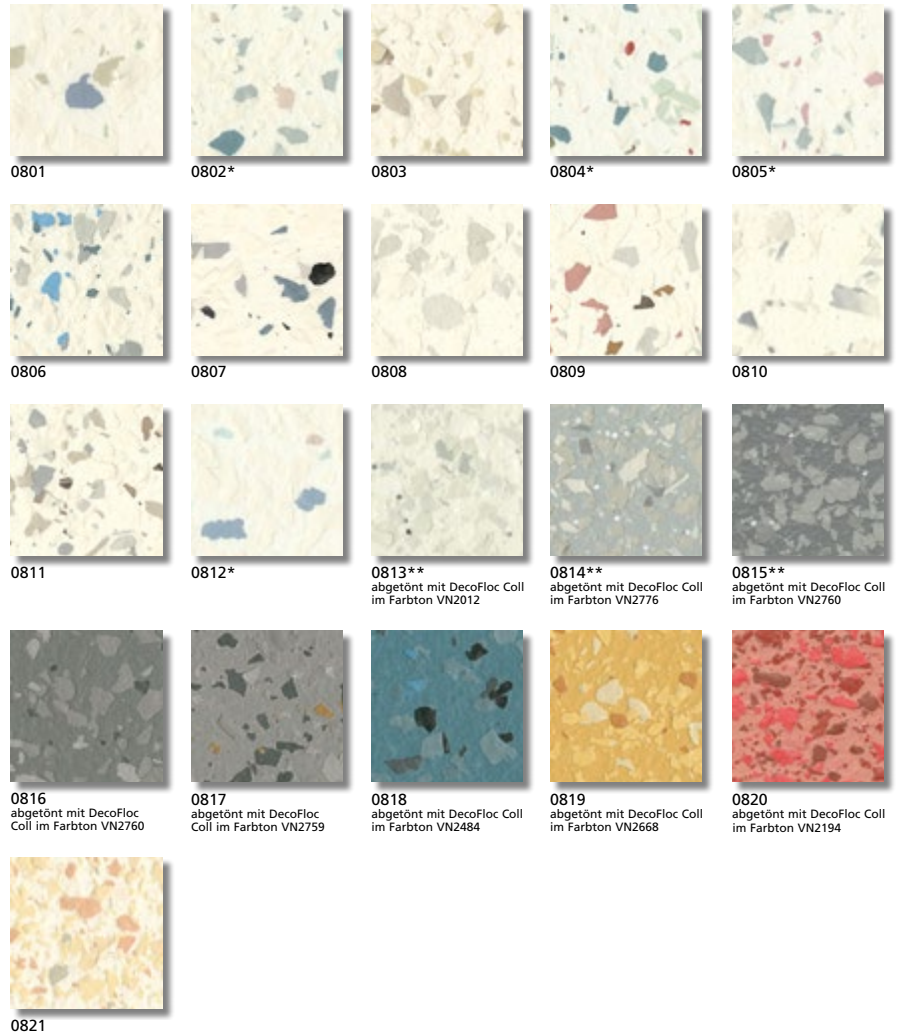 0801
0802*
0803
0804*
0805*
0806
0807
0808
0809
0810
0811
0812*
0813**
abgetönt mit DecoFloc Coll
im Farbton VN2012
0814**
abgetönt mit DecoFloc Coll
im Farbton VN2776
0815**
abgetönt mit DecoFloc Coll
im Farbton VN2760
0816
abgetönt mit DecoFloc
Coll im Farbton VN2760
0817
abgetönt mit DecoFloc
Coll im Farbton VN2759
0818
abgetönt mit DecoFloc Coll
im Farbton VN2484
0819
abgetönt mit DecoFloc Coll
im Farbton VN2668
0820
abgetönt mit DecoFloc Coll
im Farbton VN2194
0821